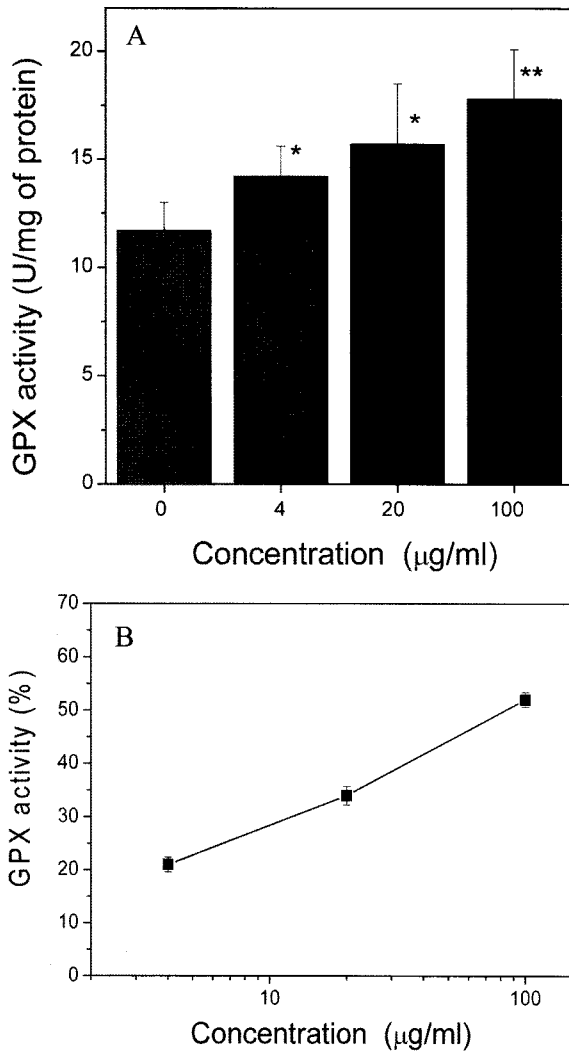 A
GPX activity (U/mg of protein)
20
15
10
5
0
*
*
**
0 4 20 100
Concentration (μg/ml)
B
GPX activity (%)
70
60
50
40
30
20
10
0
10 100
Concentration (μg/ml)